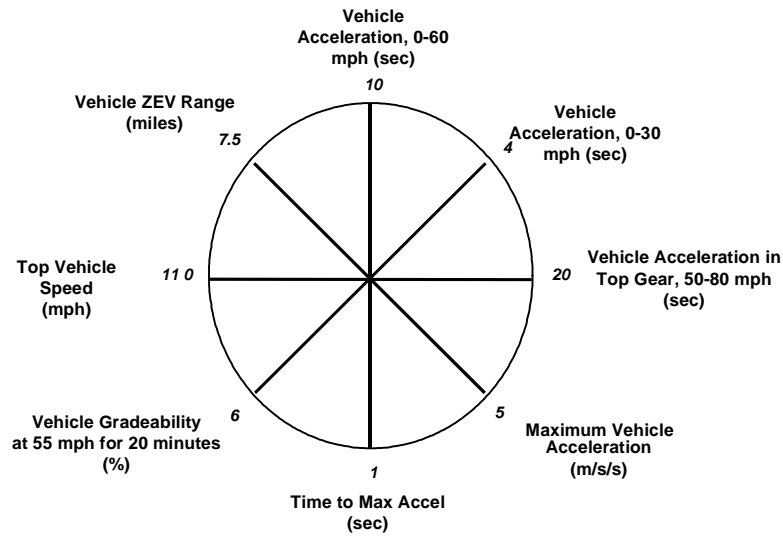 Vehicle
Acceleration, 0-60
mph (sec)
10
Vehicle ZEV Range
(miles)
7.5
Vehicle
Acceleration, 0-30
mph (sec)
4
Top Vehicle
Speed
(mph)
11 0
20
Vehicle Acceleration in
Top Gear, 50-80 mph
(sec)
Vehicle Gradeability
at 55 mph for 20 minutes
(%)
6
5
Maximum Vehicle
Acceleration
(m/s/s)
1
Time to Max Accel
(sec)